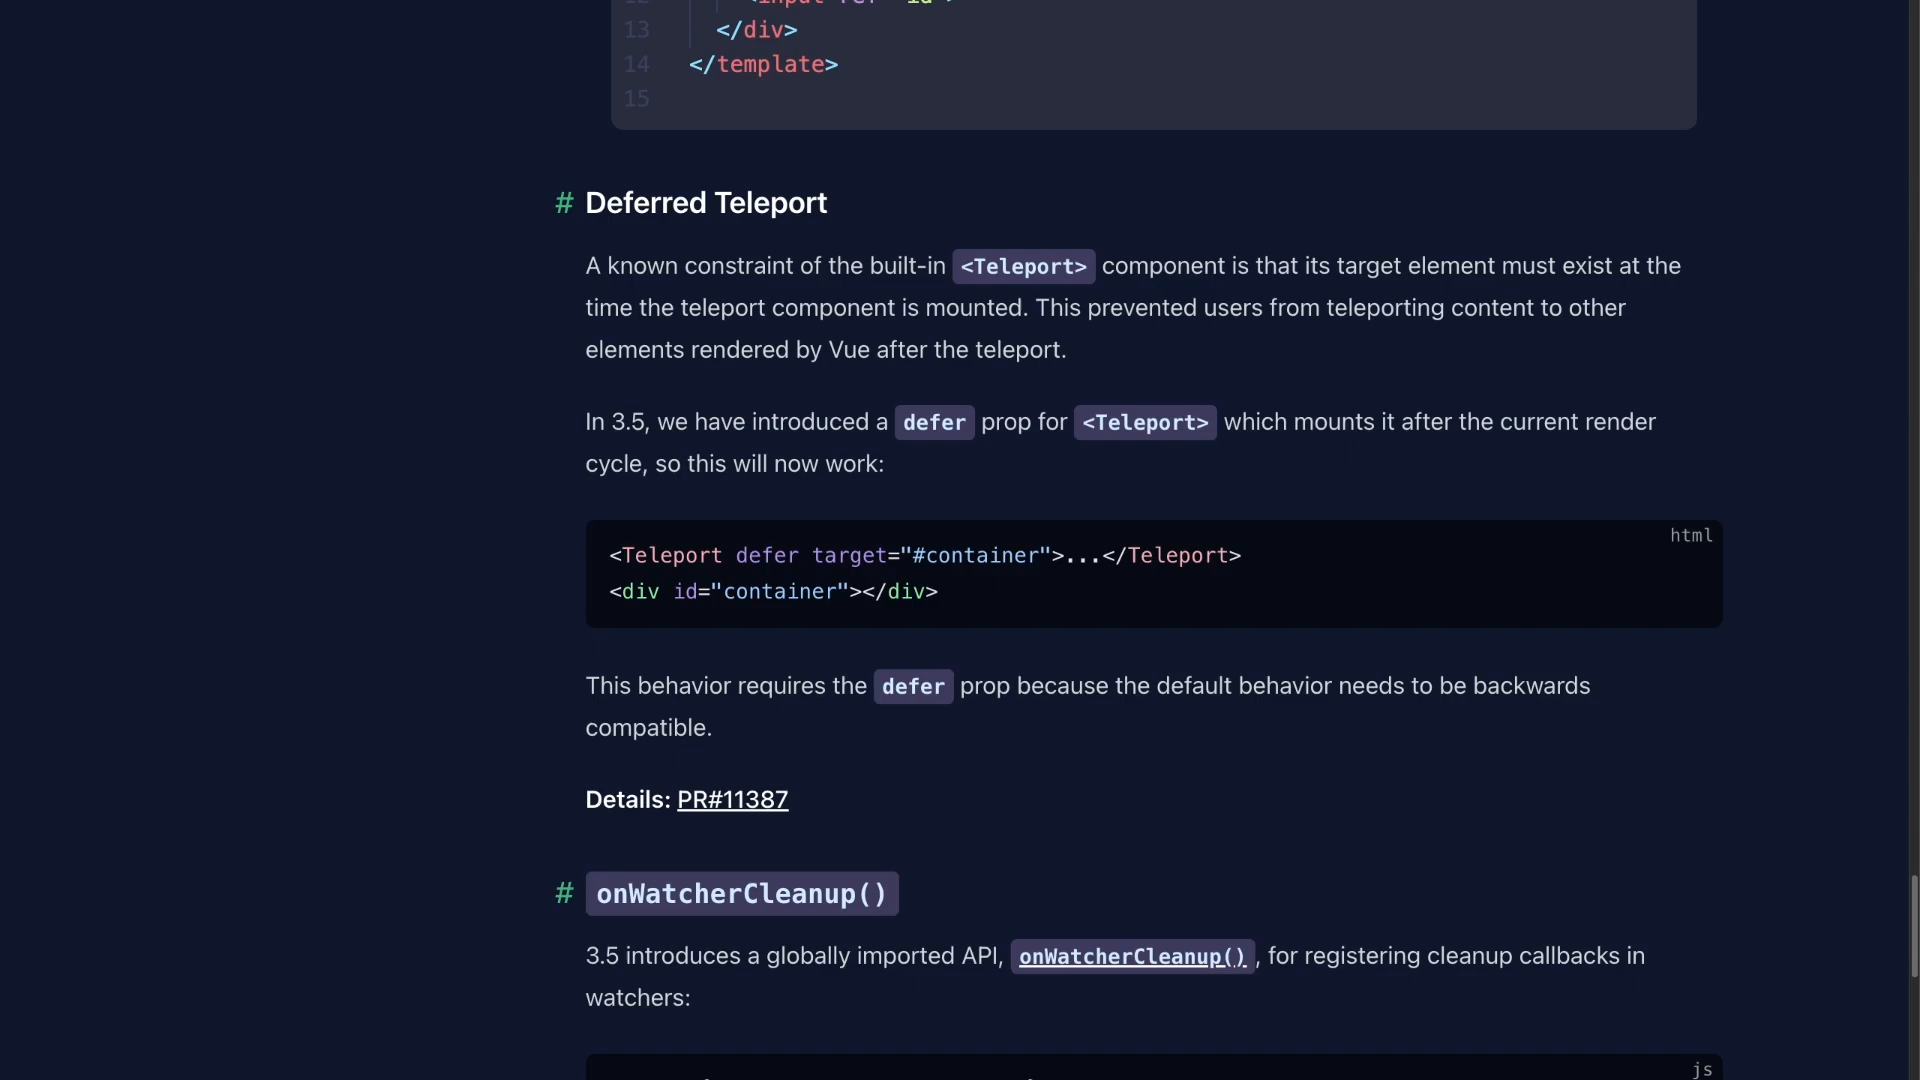 13 </div>
14 </template>
15
# Deferred Teleport
A known constraint of the built-in <Teleport> component is that its target element must exist at the
time the teleport component is mounted. This prevented users from teleporting content to other
elements rendered by Vue after the teleport.
In 3.5, we have introduced a defer prop for <Teleport> which mounts it after the current render
cycle, so this will now work:
html
<Teleport defer target="#container">...</Teleport>
<div id="container"></div>
This behavior requires the defer prop because the default behavior needs to be backwards
compatible.
Details: PR#11387
# onWatcherCleanup()
3.5 introduces a globally imported API, onWatcherCleanup(), for registering cleanup callbacks in
watchers:
js